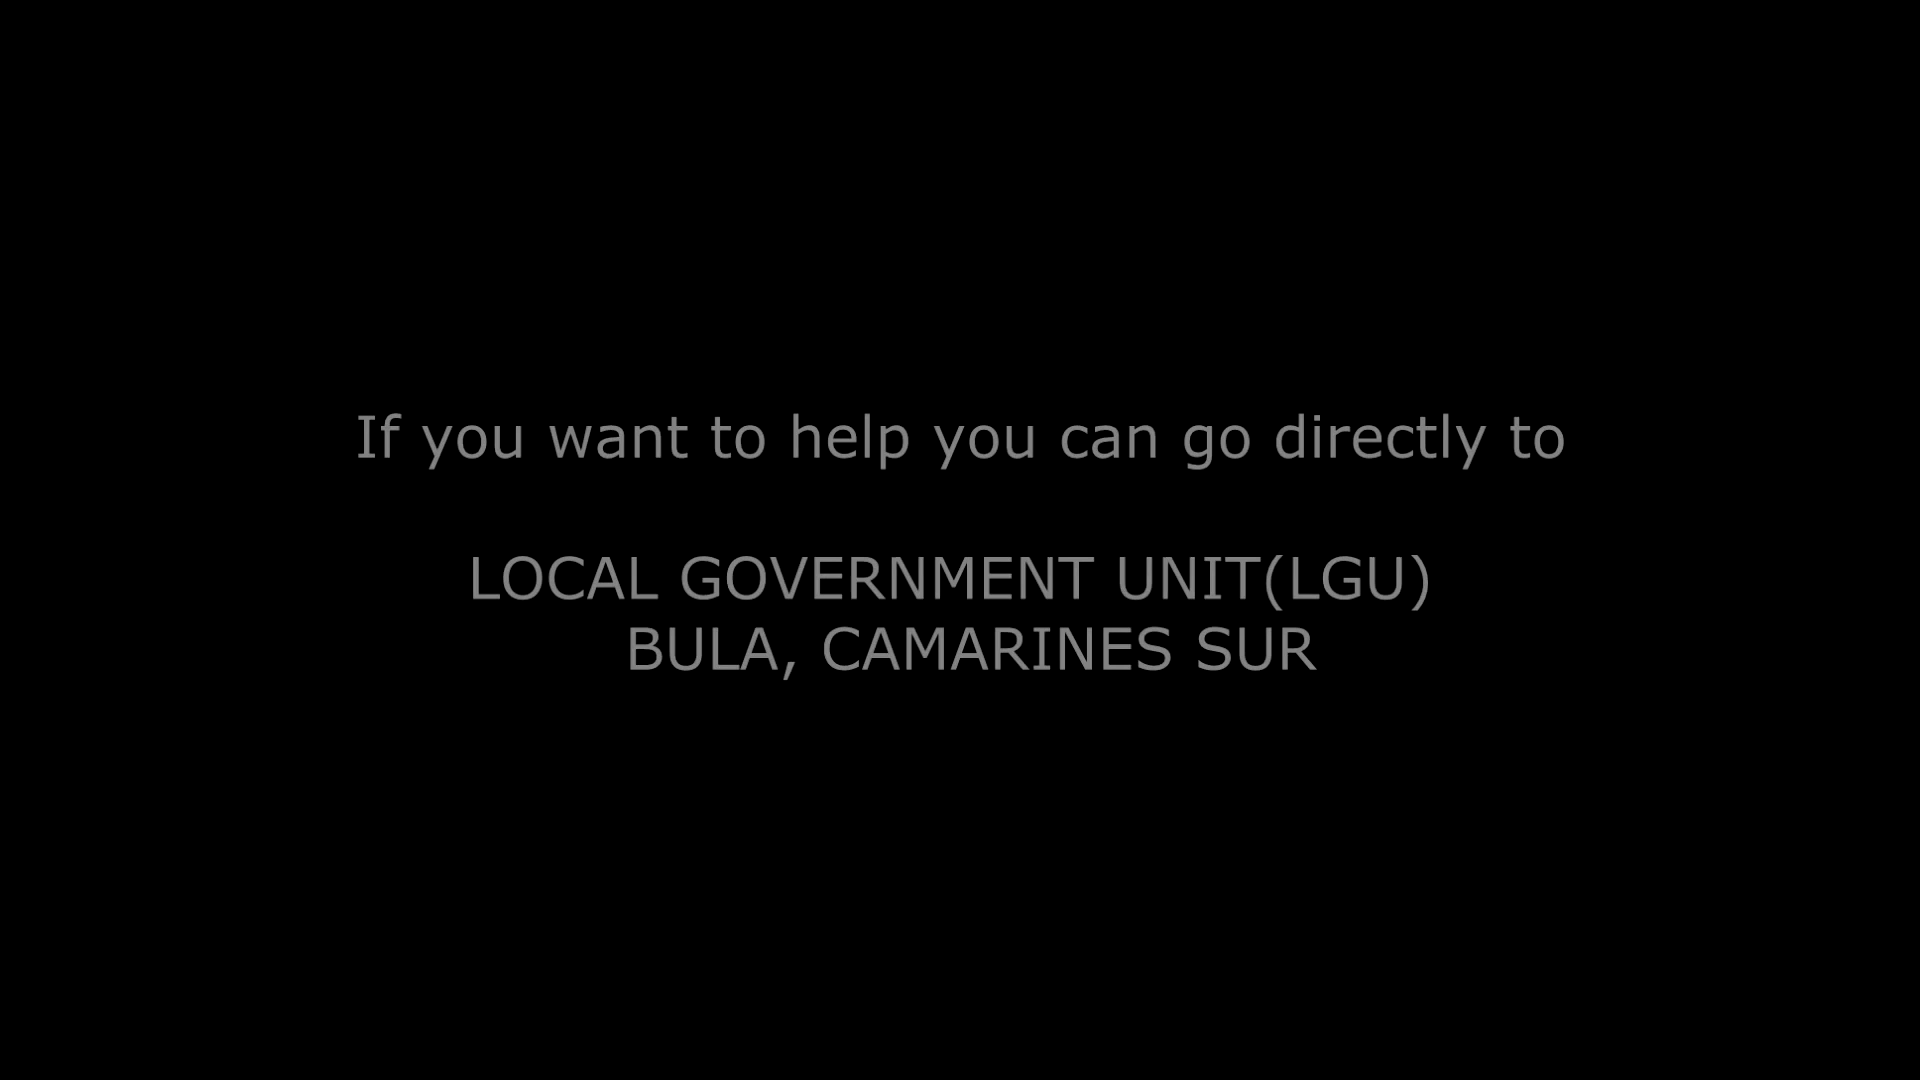 If you want to help you can go directly to
LOCAL GOVERNMENT UNIT(LGU)
BULA, CAMARINES SUR